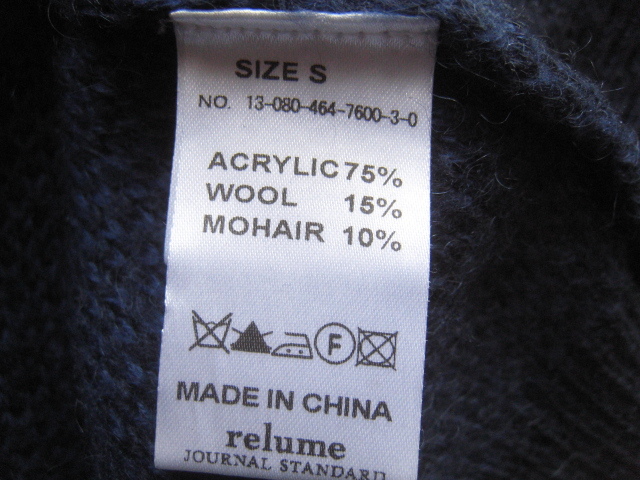 SIZE S
NO. 13-080-464-7600-3-0
ACRYLIC 75%
WOOL 15%
MOHAIR 10%
F
MADE IN CHINA
relume
JOURNAL STANDARD